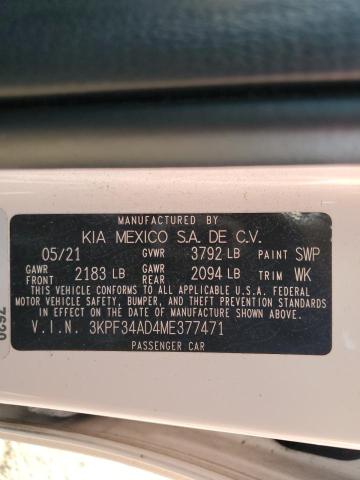 MANUFACTURED BY
KIA MEXICO S.A. DE C.V.
05/21 GVWR 3792 LB PAINT SWP
GAWR FRONT 2183 LB GAWR REAR 2094 LB TRIM WK
THIS VEHICLE CONFORMS TO ALL APPLICABLE U.S.A. FEDERAL
MOTOR VEHICLE SAFETY, BUMPER, AND THEFT PREVENTION STANDARDS
IN EFFECT ON THE DATE OF MANUFACTURE SHOWN ABOVE.
V.I.N. 3KPF34AD4ME377471
PASSENGER CAR